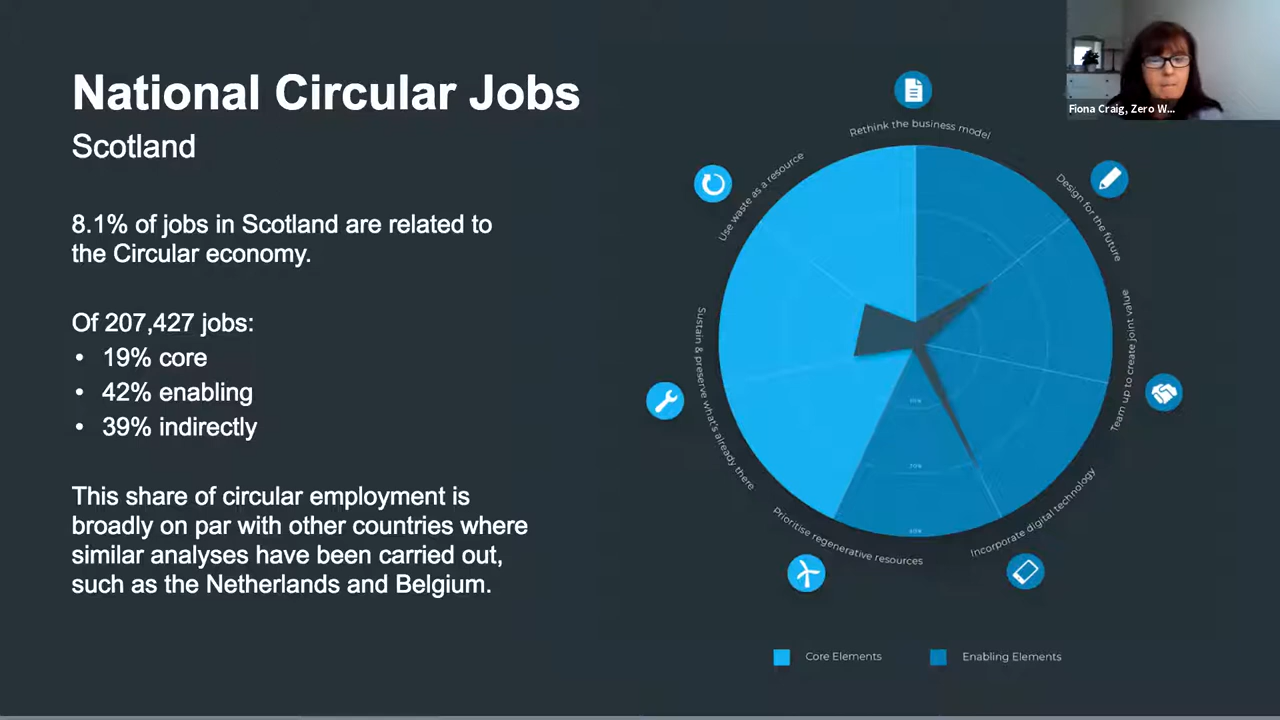 National Circular Jobs
Scotland
8.1% of jobs in Scotland are related to
the Circular economy.
Of 207,427 jobs:
• 19% core
• 42% enabling
• 39% indirectly
This share of circular employment is
broadly on par with other countries where
similar analyses have been carried out,
such as the Netherlands and Belgium.
Fiona Craig, Zero W...
Rethink the business model
Design for the future
Team up to create joint value
Incorporate digital technology
Prioritise regenerative resources
Sustain & preserve what's already there
Use waste as a resource
Core Elements
Enabling Elements